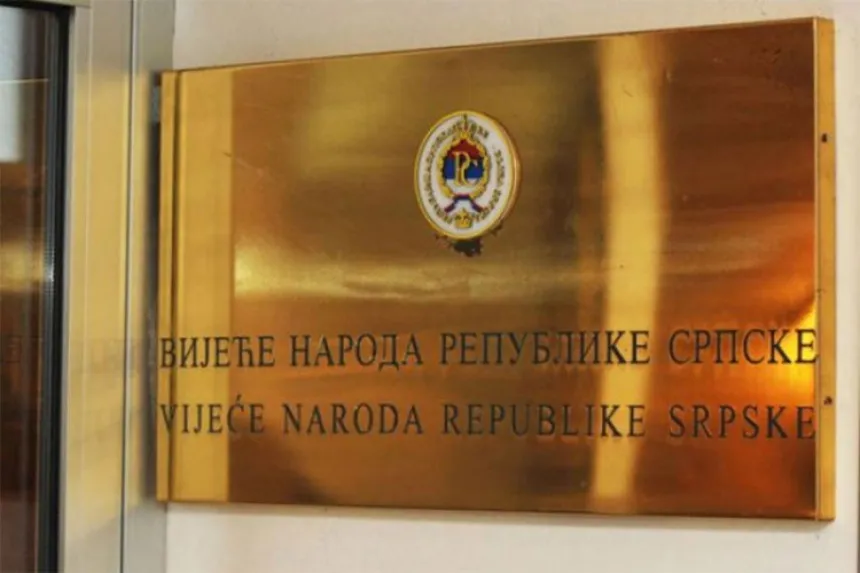 ВИЈЕЋЕ НАРОДА РЕПУБЛИКЕ СРПСКЕ
VIJEĆE NARODA REPUBLIKE SRPSKE